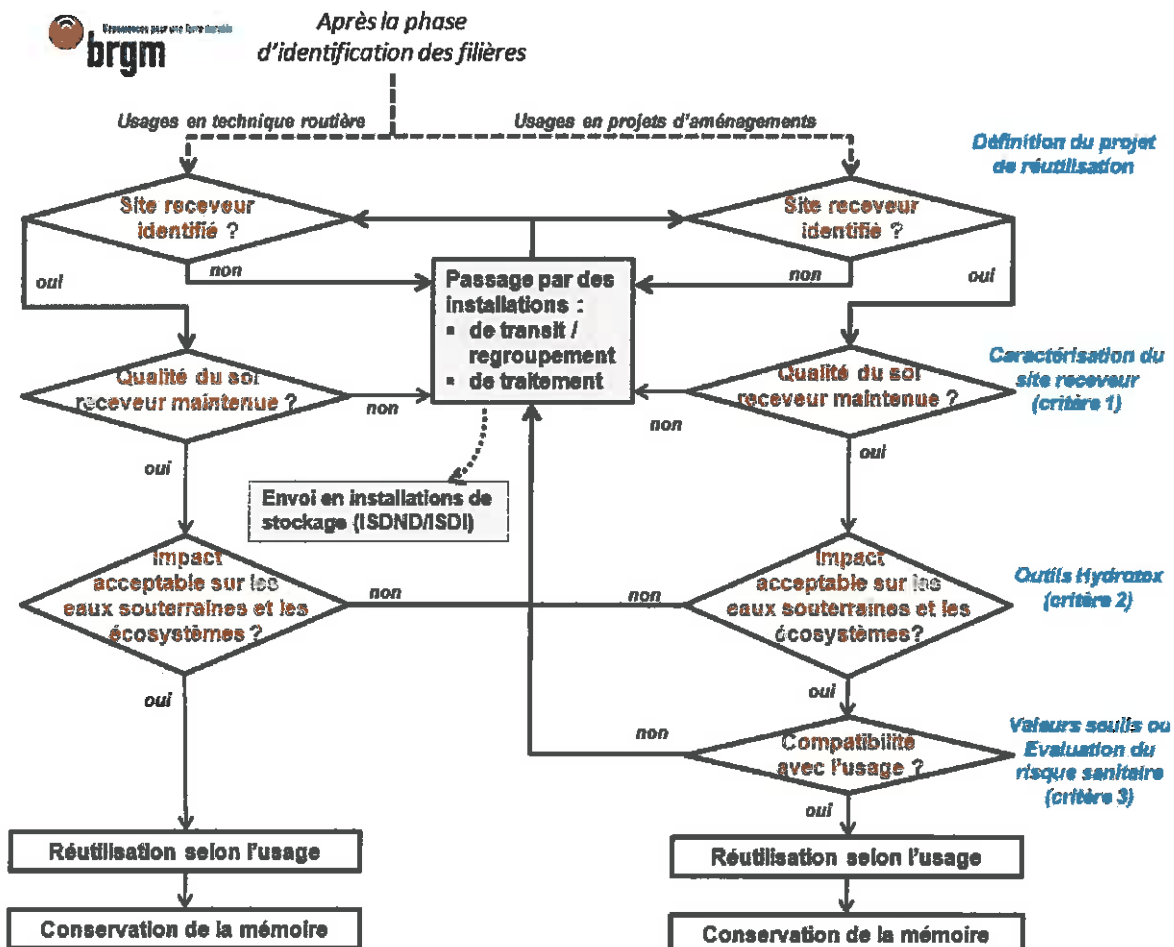 Géosciences pour une Terre durable
brgm
Après la phase
d'identification des filières
Usages en technique routière
Usages en projets d'aménagements
Définition du projet
de réutilisation
Site receveur
identifié ?
Site receveur
identifié ?
oui
non
non
oui
Passage par des
installations :
▪ de transit /
regroupement
▪ de traitement
Qualité du sol
receveur maintenue ?
non
Qualité du sol
receveur maintenue ?
non
Caractérisation du
site receveur
(critère 1)
oui
oui
Envoi en installations de
stockage (ISDND/ISDI)
Impact
acceptable sur les
eaux souterraines et les
écosystèmes ?
non
non
Impact
acceptable sur les
eaux souterraines et les
écosystèmes?
Outils Hydrotex
(critère 2)
oui
oui
non
Compatibilité
avec l'usage ?
Valeurs seuils ou
Evaluation du
risque sanitaire
(critère 3)
oui
Réutilisation selon l'usage
Réutilisation selon l'usage
Conservation de la mémoire
Conservation de la mémoire